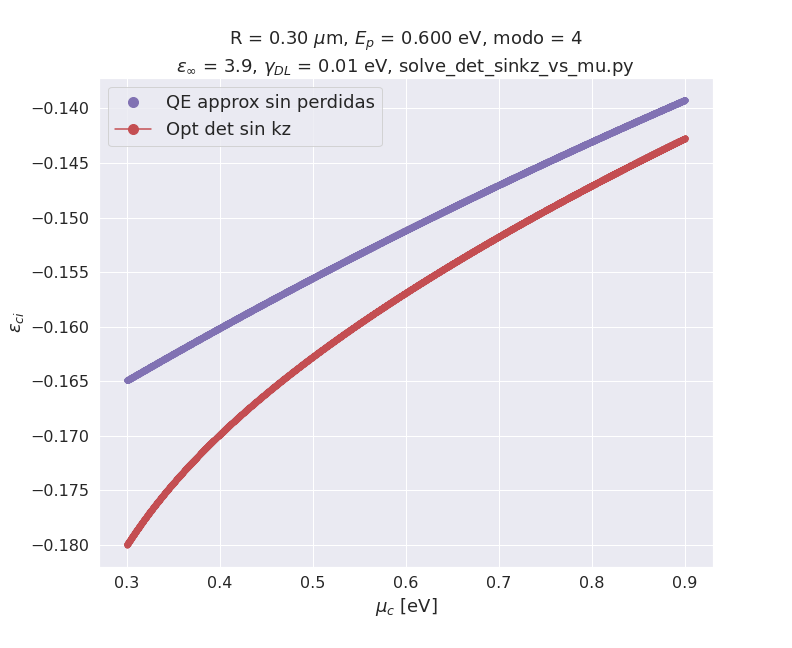 R = 0.30 μm, E_p = 0.600 eV, modo = 4
ε_∞ = 3.9, γ_DL = 0.01 eV, solve_det_sinkz_vs_mu.py
QE approx sin perdidas
Opt det sin kz
−0.140
−0.145
−0.150
−0.155
−0.160
−0.165
−0.170
−0.175
−0.180
ε_ci
0.3 0.4 0.5 0.6 0.7 0.8 0.9
μ_c [eV]